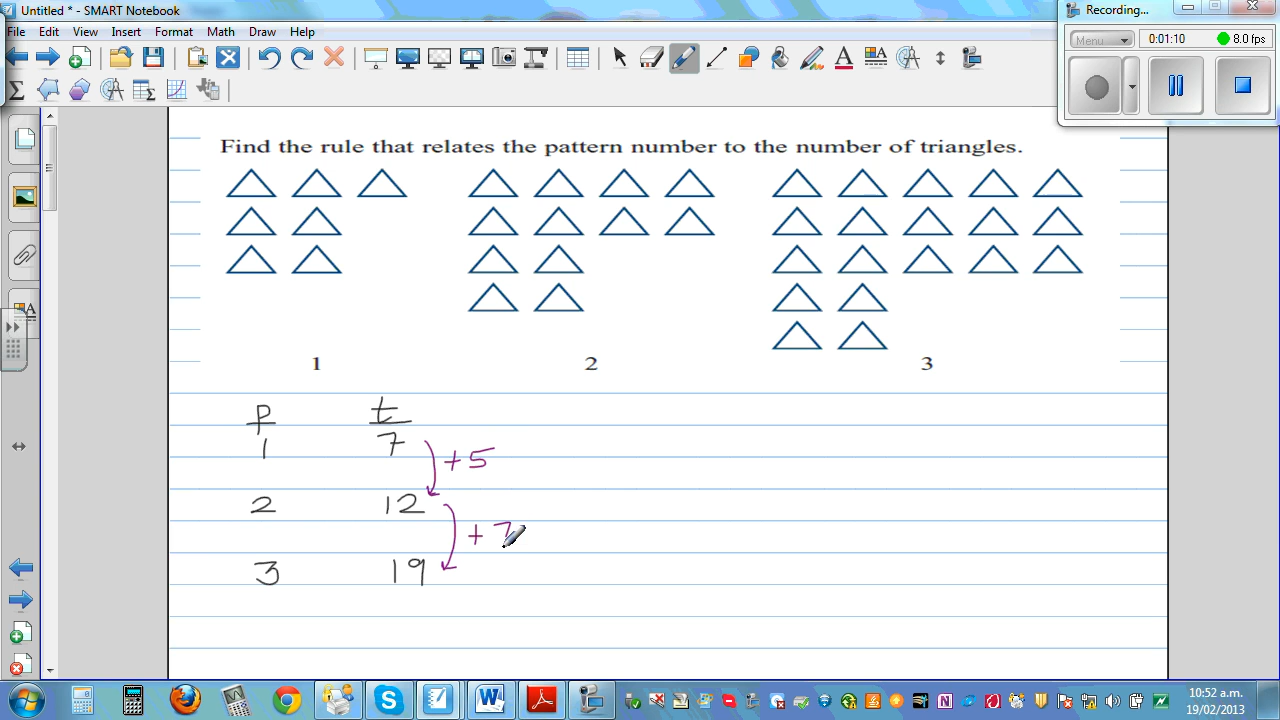 Untitled * - SMART Notebook
Recording...
File Edit View Insert Format Math Draw Help
Menu 0:01:10 8.0 fps
Find the rule that relates the pattern number to the number of triangles.
1 2 3
p t
1 7
+5
2 12
+7
3 19
10:52 a.m.
19/02/2013